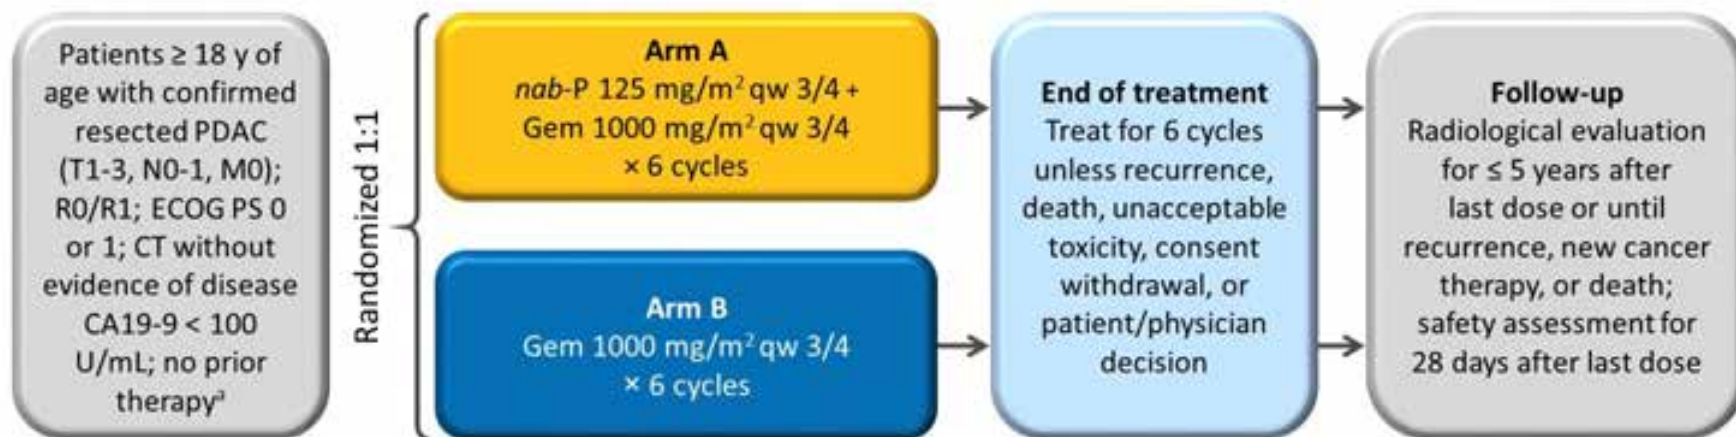 Patients ≥ 18 y of
age with confirmed
resected PDAC
(T1-3, N0-1, M0);
R0/R1; ECOG PS 0
or 1; CT without
evidence of disease
CA19-9 < 100
U/mL; no prior
therapyᵃ
Randomized 1:1
Arm A
nab-P 125 mg/m² qw 3/4 +
Gem 1000 mg/m² qw 3/4
× 6 cycles
Arm B
Gem 1000 mg/m² qw 3/4
× 6 cycles
End of treatment
Treat for 6 cycles
unless recurrence,
death, unacceptable
toxicity, consent
withdrawal, or
patient/physician
decision
Follow-up
Radiological evaluation
for ≤ 5 years after
last dose or until
recurrence, new cancer
therapy, or death;
safety assessment for
28 days after last dose